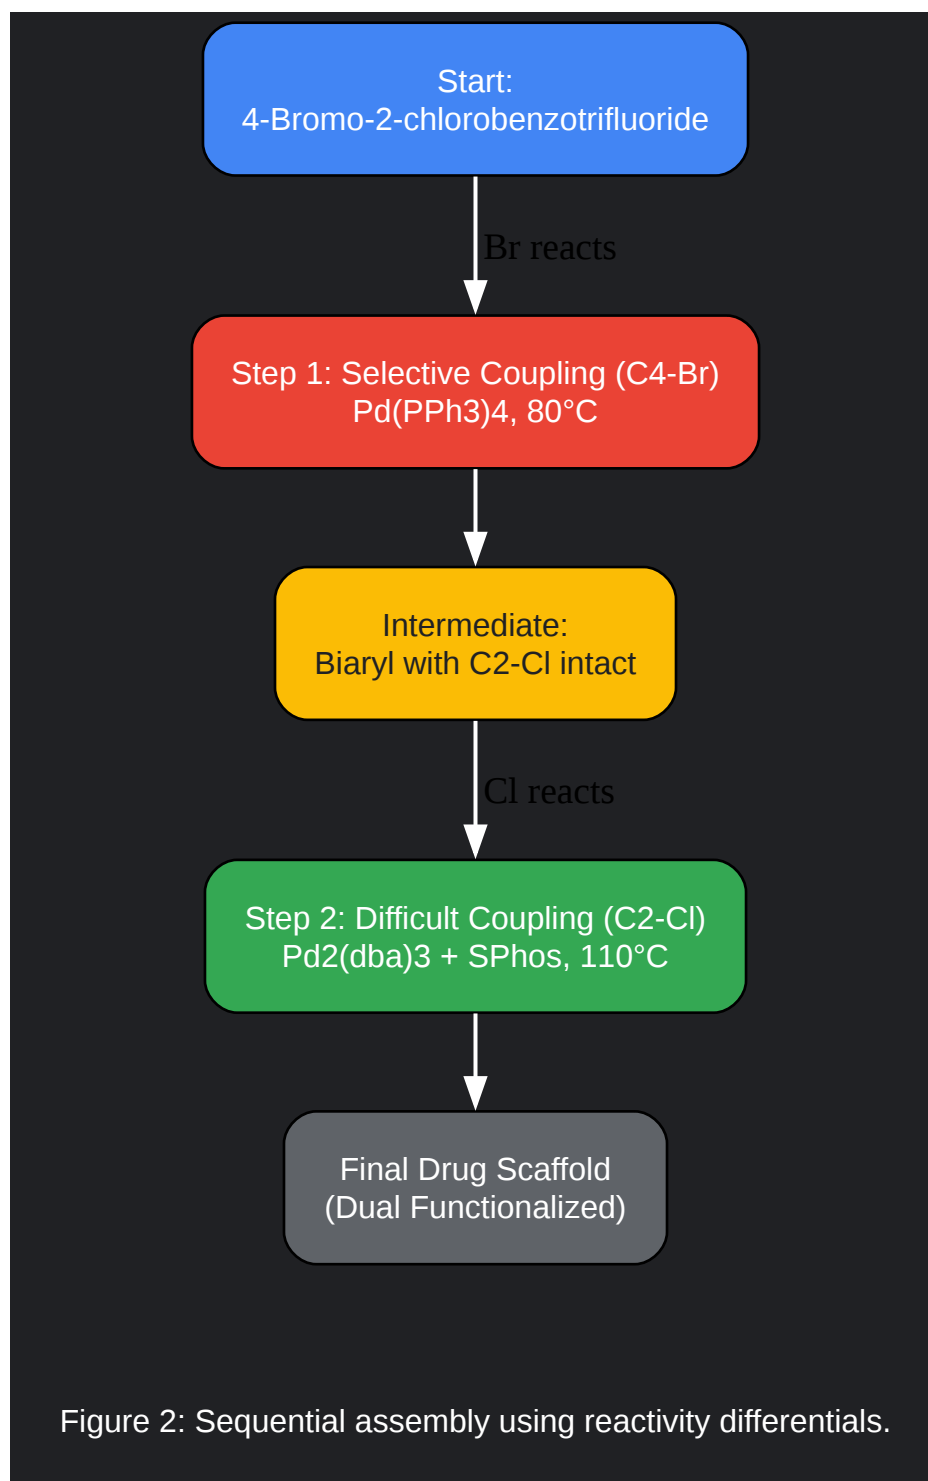 Start:
4-Bromo-2-chlorobenzotrifluoride
Br reacts
Step 1: Selective Coupling (C4-Br)
Pd(PPh3)4, 80°C
Intermediate:
Biaryl with C2-Cl intact
Cl reacts
Step 2: Difficult Coupling (C2-Cl)
Pd2(dba)3 + SPhos, 110°C
Final Drug Scaffold
(Dual Functionalized)
Figure 2: Sequential assembly using reactivity differentials.